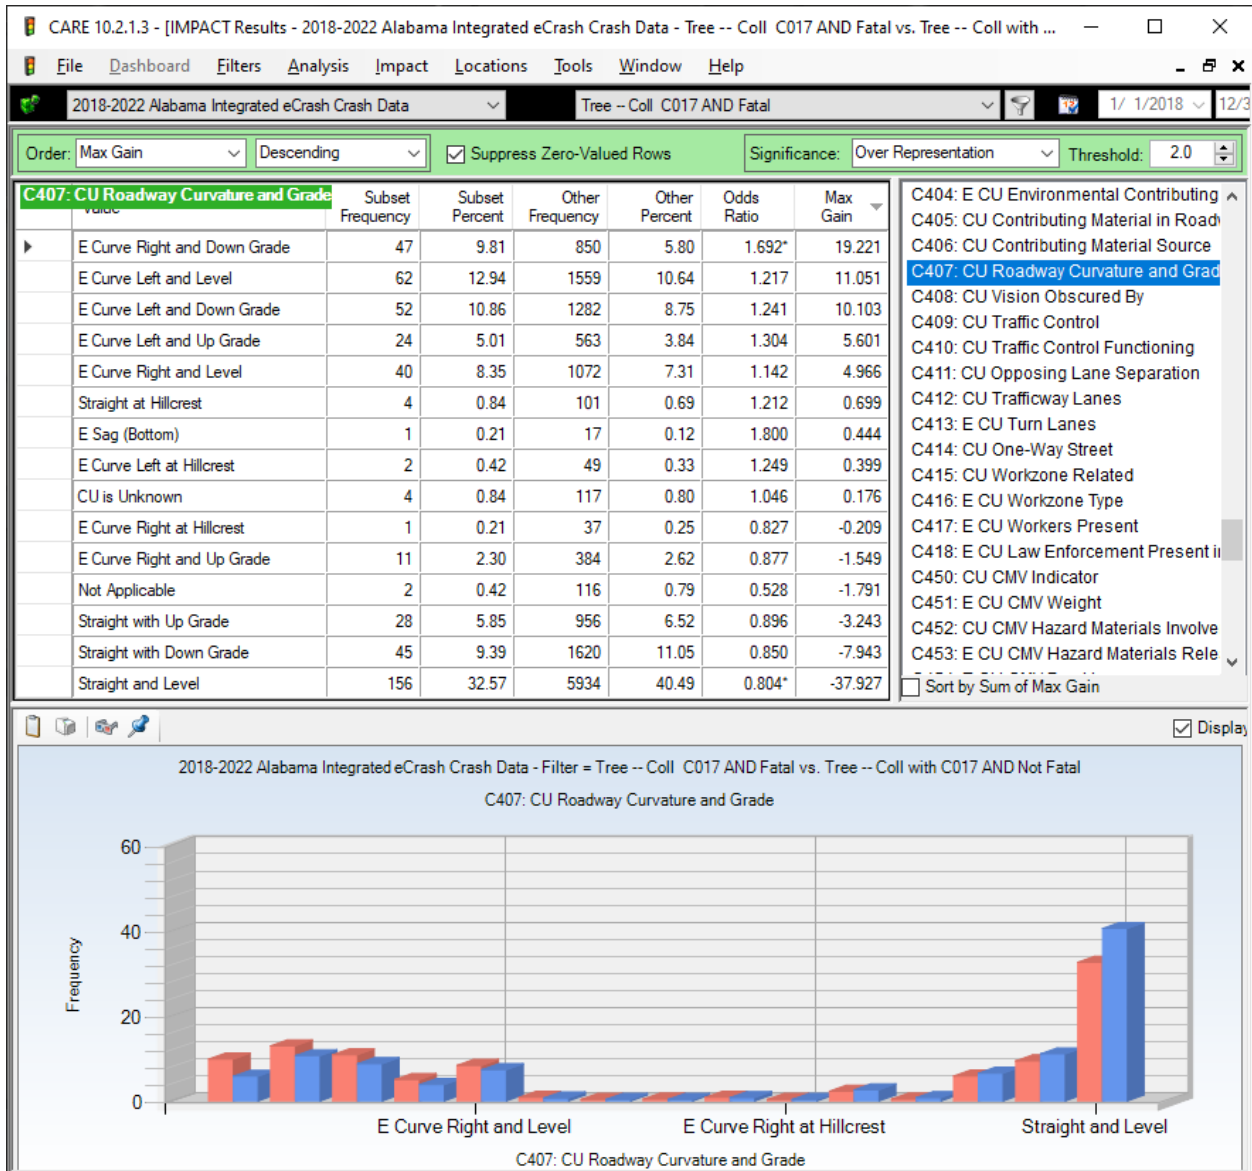 CARE 10.2.1.3 - [IMPACT Results - 2018-2022 Alabama Integrated eCrash Crash Data - Tree -- Coll C017 AND Fatal vs. Tree -- Coll with ...
File Dashboard Filters Analysis Impact Locations Tools Window Help
2018-2022 Alabama Integrated eCrash Crash Data Tree -- Coll C017 AND Fatal 1/ 1/2018 12/3
Order: Max Gain Descending Suppress Zero-Valued Rows Significance: Over Representation Threshold: 2.0
C407: CU Roadway Curvature and Grade Subset Frequency Subset Percent Other Frequency Other Percent Odds Ratio Max Gain
E Curve Right and Down Grade 47 9.81 850 5.80 1.692* 19.221
E Curve Left and Level 62 12.94 1559 10.64 1.217 11.051
E Curve Left and Down Grade 52 10.86 1282 8.75 1.241 10.103
E Curve Left and Up Grade 24 5.01 563 3.84 1.304 5.601
E Curve Right and Level 40 8.35 1072 7.31 1.142 4.966
Straight at Hillcrest 4 0.84 101 0.69 1.212 0.699
E Sag (Bottom) 1 0.21 17 0.12 1.800 0.444
E Curve Left at Hillcrest 2 0.42 49 0.33 1.249 0.399
CU is Unknown 4 0.84 117 0.80 1.046 0.176
E Curve Right at Hillcrest 1 0.21 37 0.25 0.827 -0.209
E Curve Right and Up Grade 11 2.30 384 2.62 0.877 -1.549
Not Applicable 2 0.42 116 0.79 0.528 -1.791
Straight with Up Grade 28 5.85 956 6.52 0.896 -3.243
Straight with Down Grade 45 9.39 1620 11.05 0.850 -7.943
Straight and Level 156 32.57 5934 40.49 0.804* -37.927
C404: E CU Environmental Contributing
C405: CU Contributing Material in Roadw
C406: CU Contributing Material Source
C407: CU Roadway Curvature and Grad
C408: CU Vision Obscured By
C409: CU Traffic Control
C410: CU Traffic Control Functioning
C411: CU Opposing Lane Separation
C412: CU Trafficway Lanes
C413: E CU Turn Lanes
C414: CU One-Way Street
C415: CU Workzone Related
C416: E CU Workzone Type
C417: E CU Workers Present
C418: E CU Law Enforcement Present i
C450: CU CMV Indicator
C451: E CU CMV Weight
C452: CU CMV Hazard Materials Involve
C453: E CU CMV Hazard Materials Rele
Sort by Sum of Max Gain
Display
2018-2022 Alabama Integrated eCrash Crash Data - Filter = Tree -- Coll C017 AND Fatal vs. Tree -- Coll with C017 AND Not Fatal
C407: CU Roadway Curvature and Grade
60
40
20
0
Frequency
E Curve Right and Level E Curve Right at Hillcrest Straight and Level
C407: CU Roadway Curvature and Grade